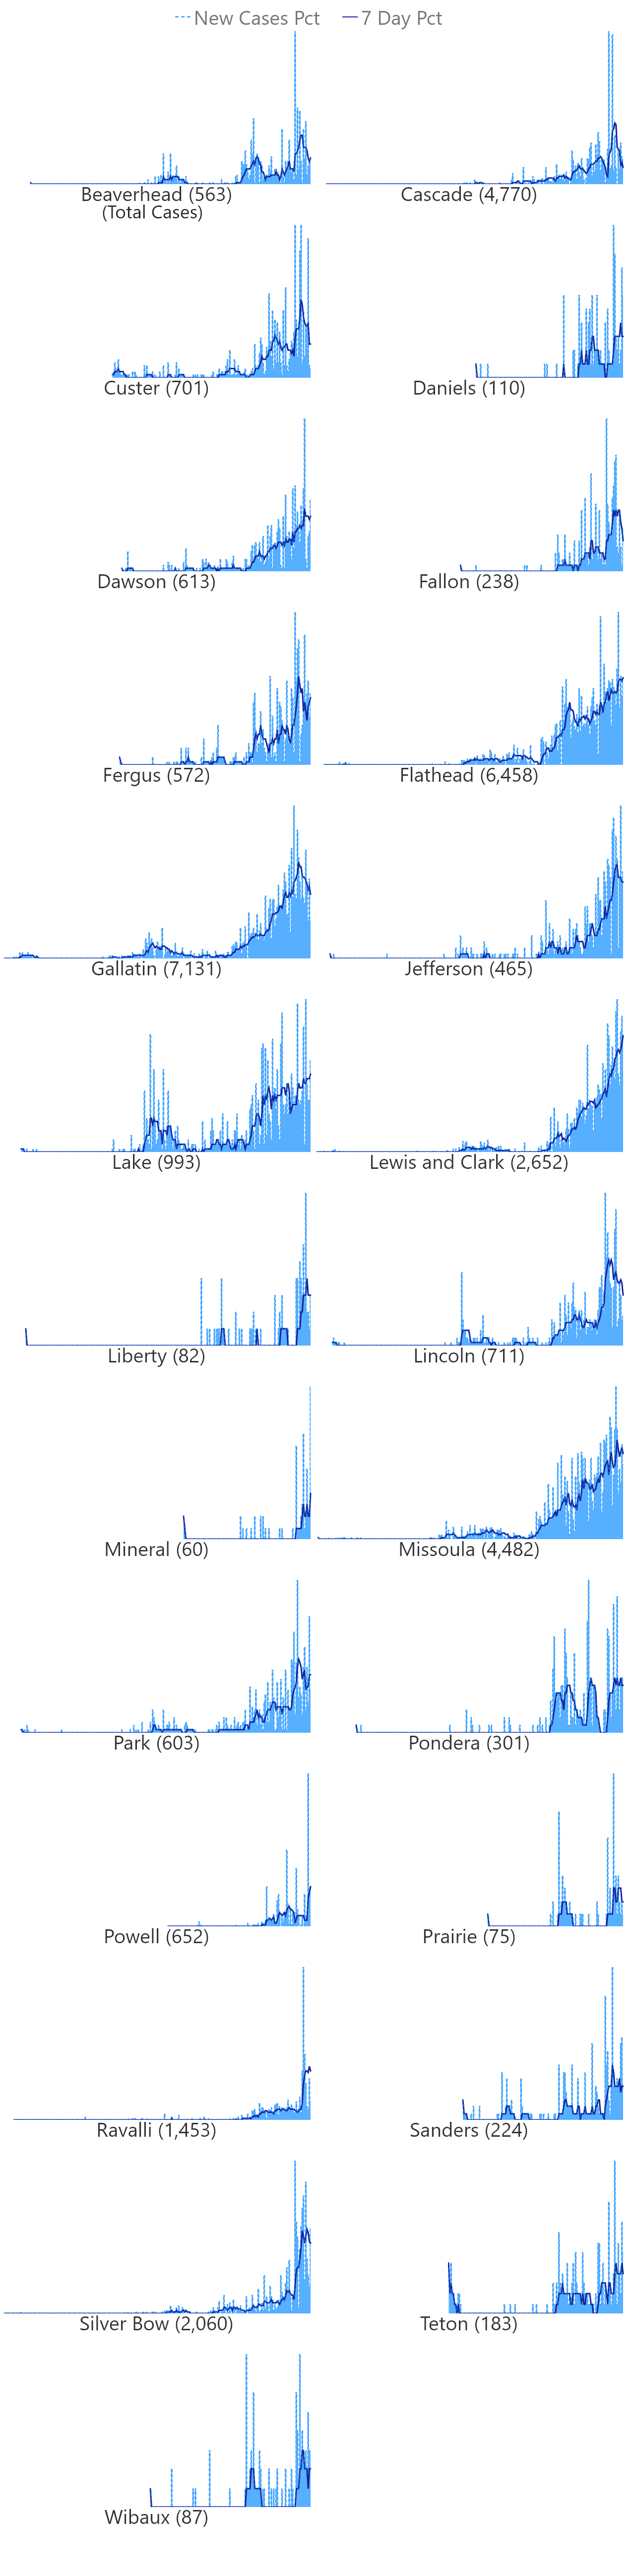 New Cases Pct 7 Day Pct
Beaverhead (563) Cascade (4,770)
(Total Cases)
Custer (701) Daniels (110)
Dawson (613) Fallon (238)
Fergus (572) Flathead (6,458)
Gallatin (7,131) Jefferson (465)
Lake (993) Lewis and Clark (2,652)
Liberty (82) Lincoln (711)
Mineral (60) Missoula (4,482)
Park (603) Pondera (301)
Powell (652) Prairie (75)
Ravalli (1,453) Sanders (224)
Silver Bow (2,060) Teton (183)
Wibaux (87)